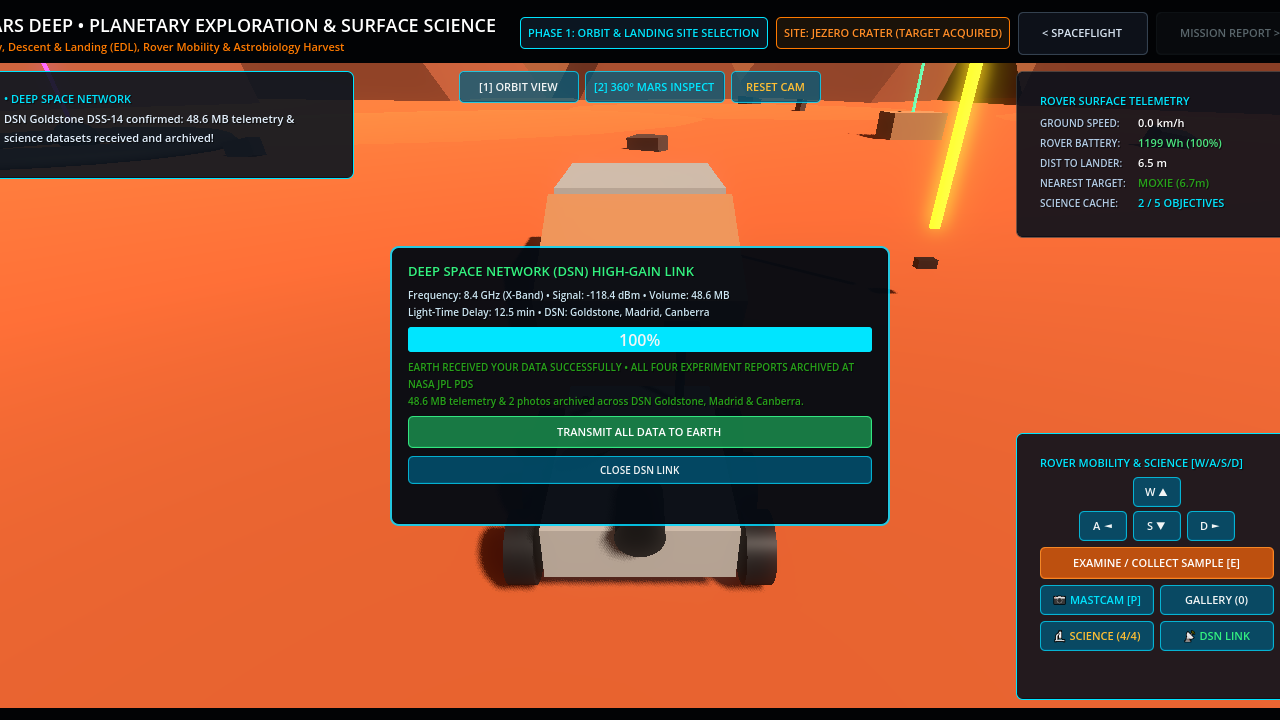 ARS DEEP • PLANETARY EXPLORATION & SURFACE SCIENCE
, Descent & Landing (EDL), Rover Mobility & Astrobiology Harvest
PHASE 1: ORBIT & LANDING SITE SELECTION
SITE: JEZERO CRATER (TARGET ACQUIRED)
< SPACEFLIGHT
MISSION REPORT >
• DEEP SPACE NETWORK
DSN Goldstone DSS-14 confirmed: 48.6 MB telemetry &
science datasets received and archived!
[1] ORBIT VIEW
[2] 360° MARS INSPECT
RESET CAM
ROVER SURFACE TELEMETRY
GROUND SPEED: 0.0 km/h
ROVER BATTERY: 1199 Wh (100%)
DIST TO LANDER: 6.5 m
NEAREST TARGET: MOXIE (6.7m)
SCIENCE CACHE: 2 / 5 OBJECTIVES
DEEP SPACE NETWORK (DSN) HIGH-GAIN LINK
Frequency: 8.4 GHz (X-Band) • Signal: -118.4 dBm • Volume: 48.6 MB
Light-Time Delay: 12.5 min • DSN: Goldstone, Madrid, Canberra
100%
EARTH RECEIVED YOUR DATA SUCCESSFULLY • ALL FOUR EXPERIMENT REPORTS ARCHIVED AT
NASA JPL PDS
48.6 MB telemetry & 2 photos archived across DSN Goldstone, Madrid & Canberra.
TRANSMIT ALL DATA TO EARTH
CLOSE DSN LINK
ROVER MOBILITY & SCIENCE [W/A/S/D]
W ▲
A ◄
S ▼
D ►
EXAMINE / COLLECT SAMPLE [E]
MASTCAM [P]
GALLERY (0)
SCIENCE (4/4)
DSN LINK